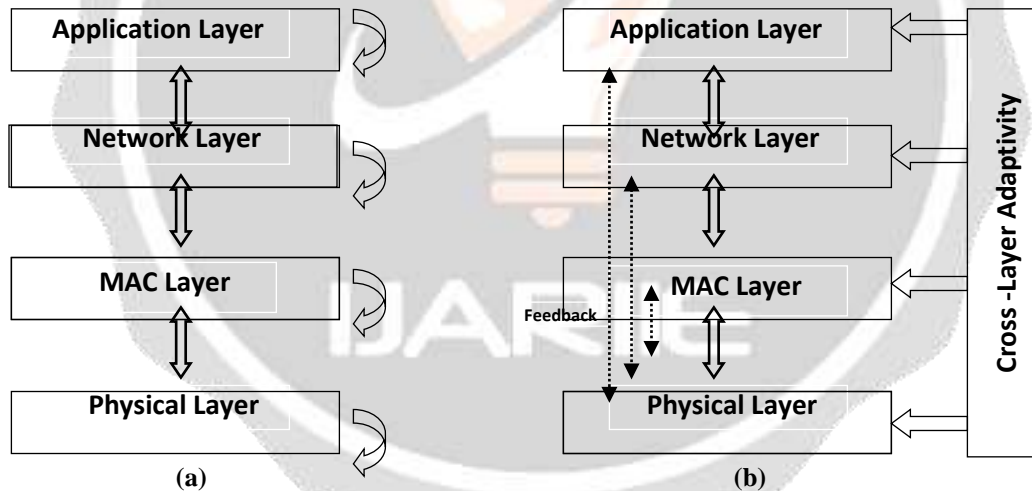 Application Layer
Network Layer
MAC Layer
Physical Layer
(a)
Application Layer
Network Layer
MAC Layer
Feedback
Physical Layer
(b)
Cross -Layer Adaptivity
IJARIIE